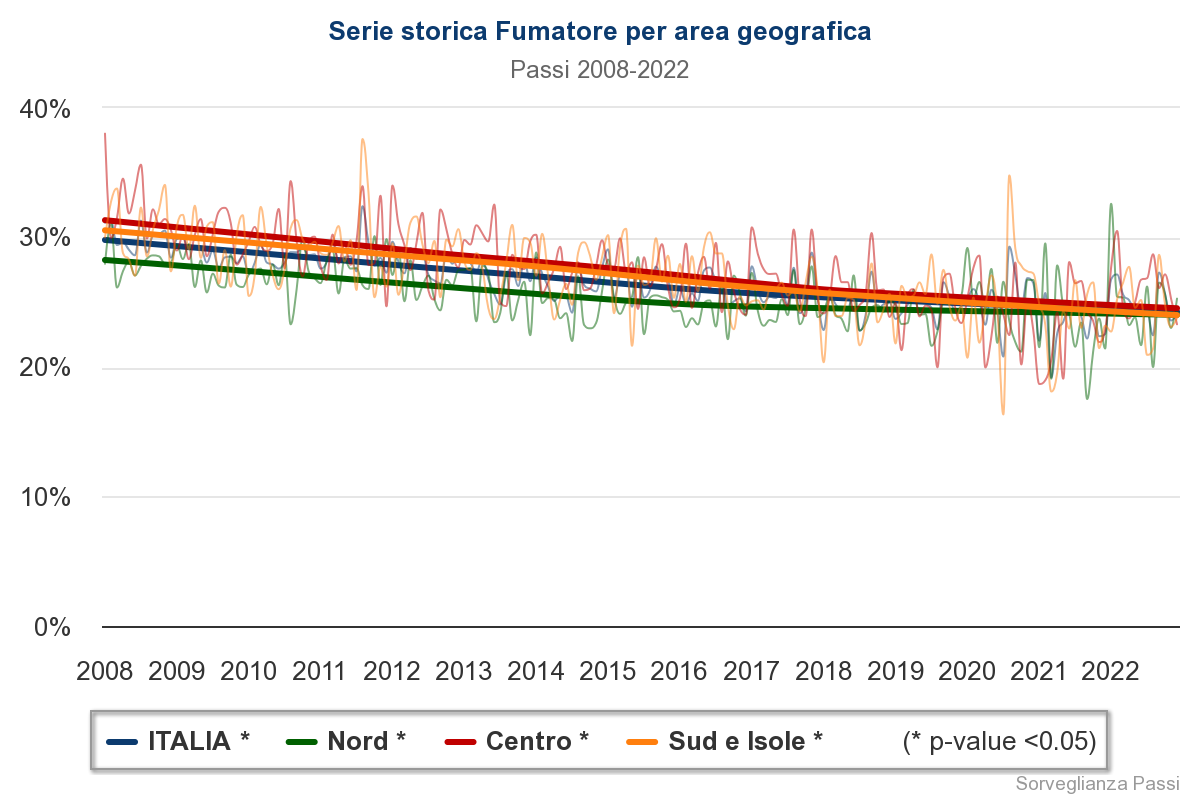 Serie storica Fumatore per area geografica
Passi 2008-2022
40%
30%
20%
10%
0%
2008 2009 2010 2011 2012 2013 2014 2015 2016 2017 2018 2019 2020 2021 2022
ITALIA * Nord * Centro * Sud e Isole * (* p-value <0.05)
Sorveglianza Passi